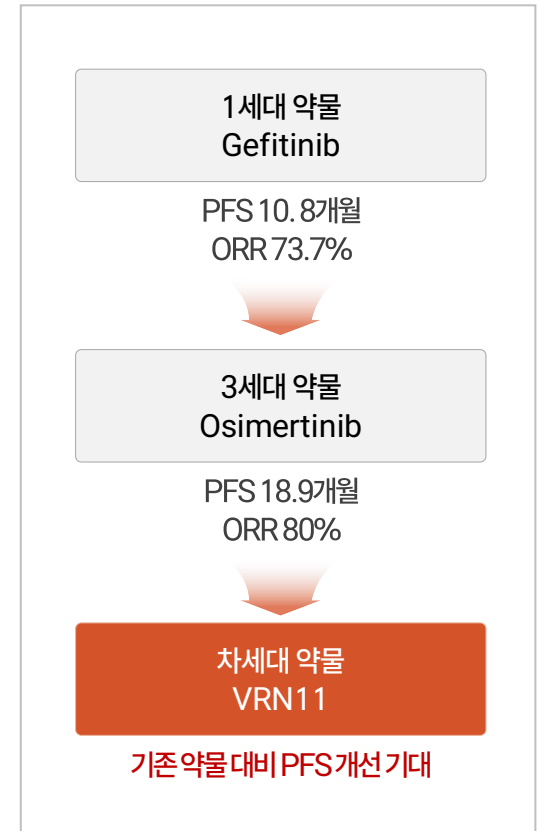 1세대 약물
Gefitinib
PFS 10. 8개월
ORR 73.7%
3세대 약물
Osimertinib
PFS 18.9개월
ORR 80%
차세대 약물
VRN11
기존 약물 대비 PFS 개선 기대